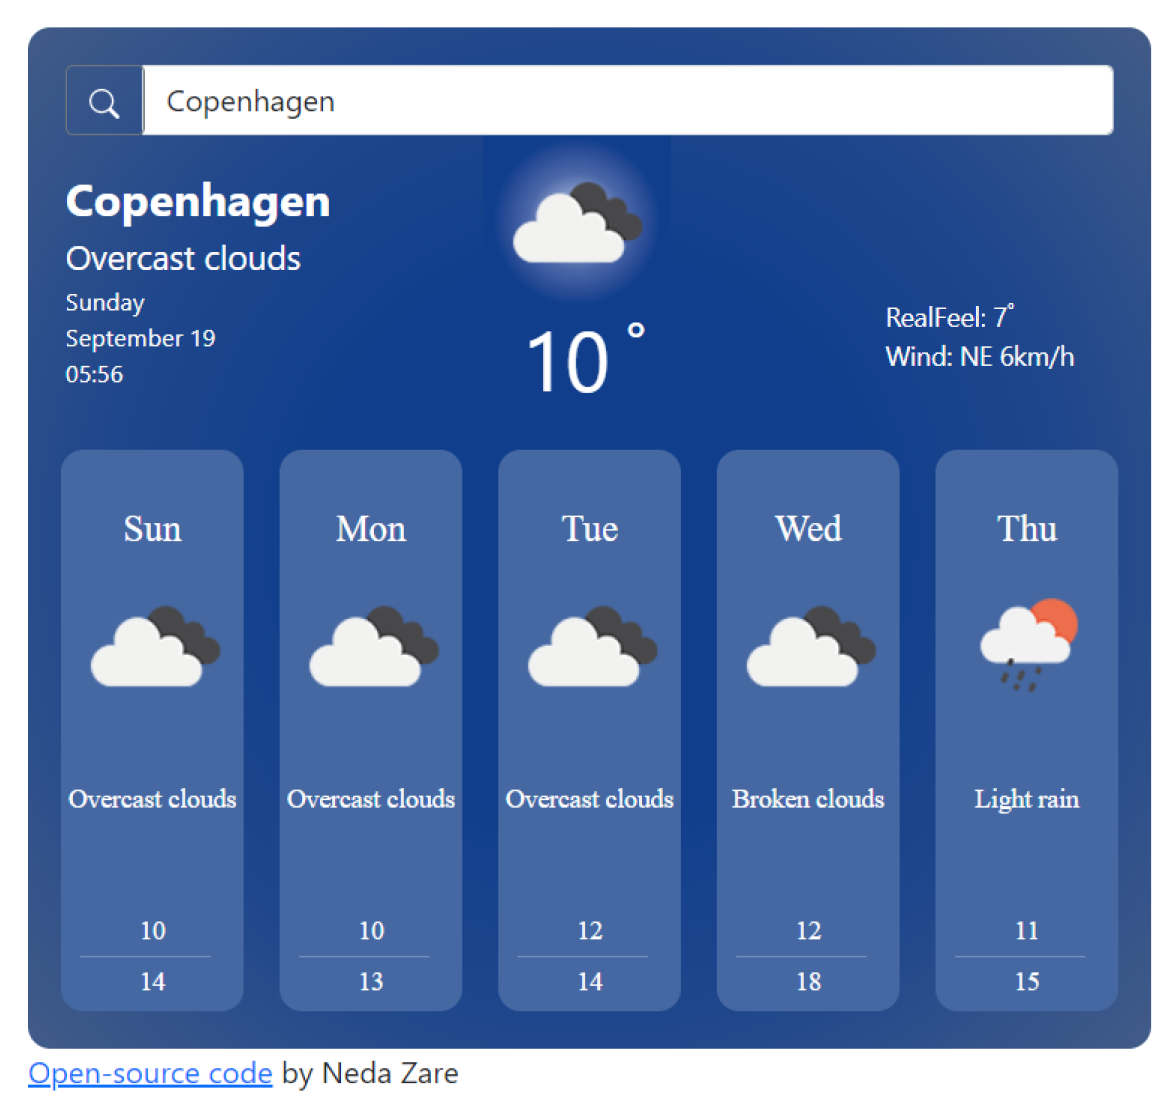 Copenhagen
Copenhagen
Overcast clouds
Sunday
September 19
05:56
10°
RealFeel: 7°
Wind: NE 6km/h
Sun
Overcast clouds
10
14
Mon
Overcast clouds
10
13
Tue
Overcast clouds
12
14
Wed
Broken clouds
12
18
Thu
Light rain
11
15
Open-source code by Neda Zare